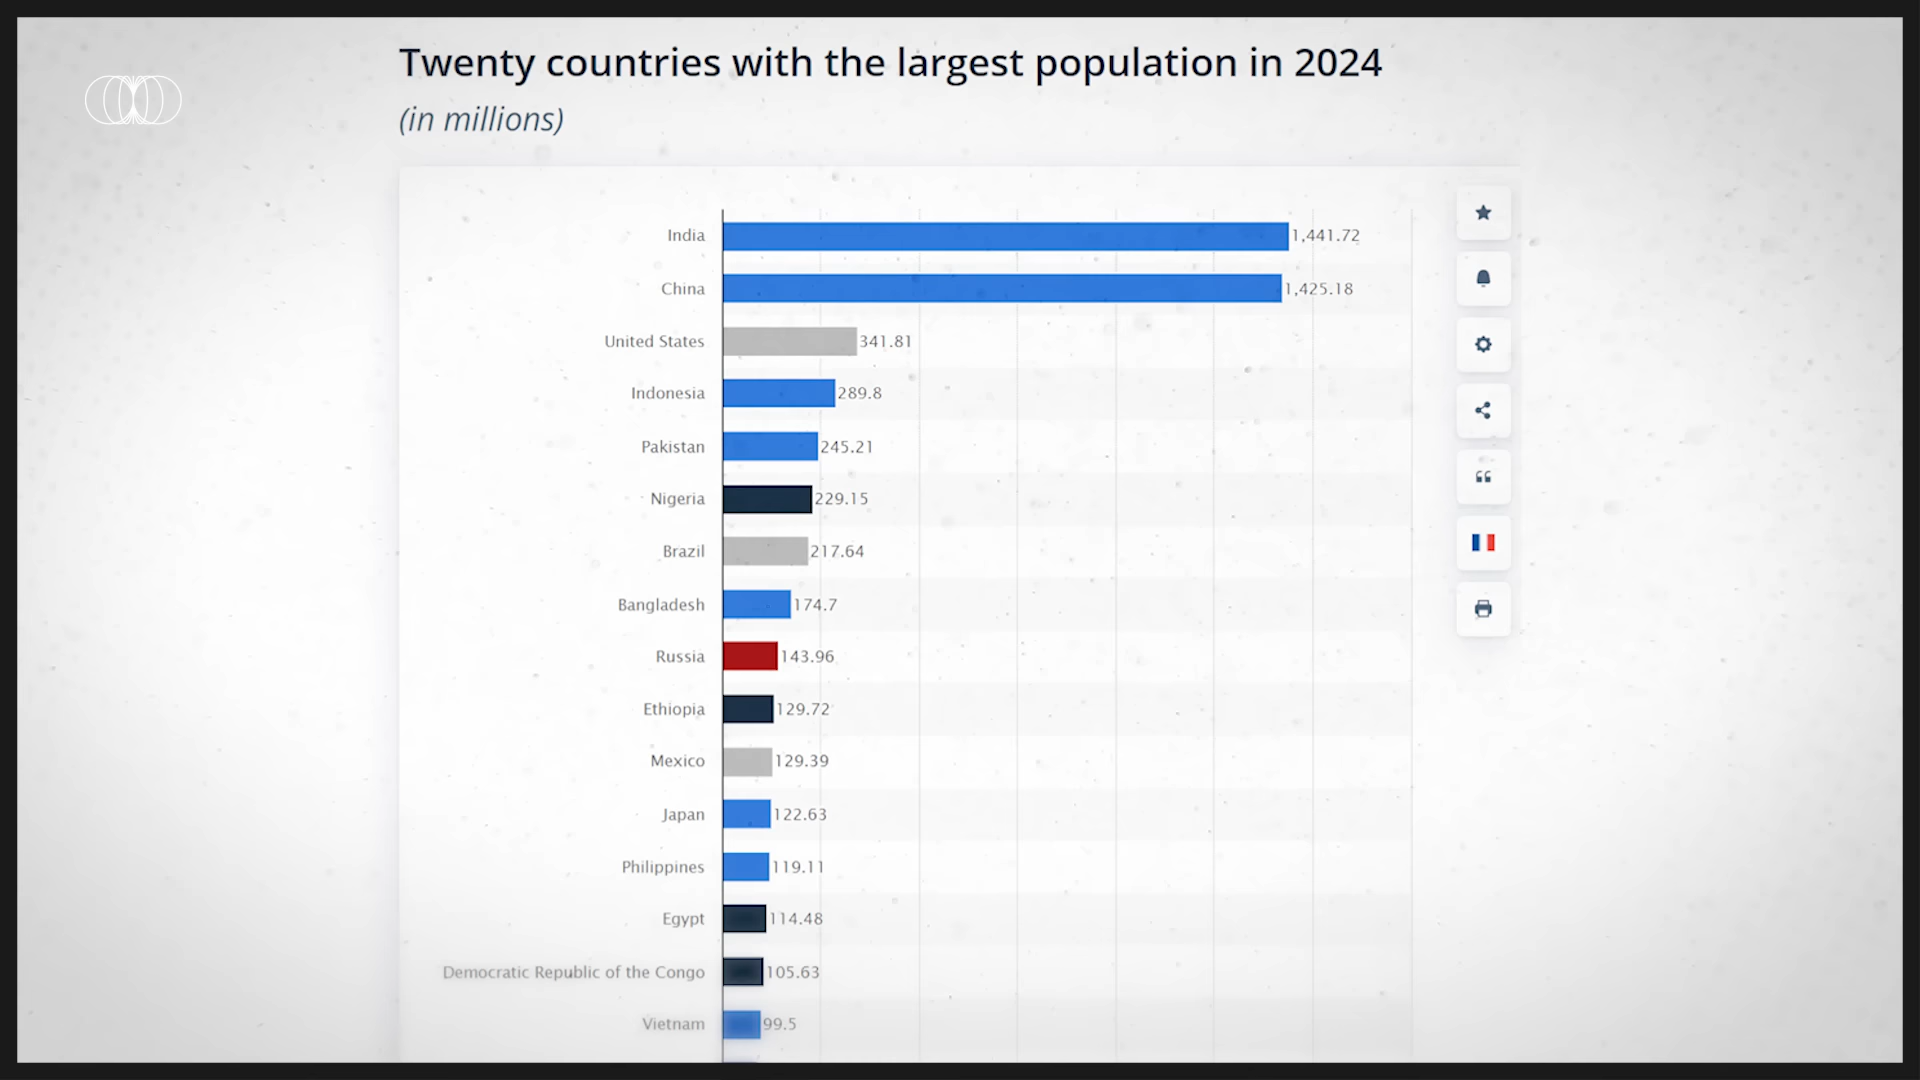 Twenty countries with the largest population in 2024
(in millions)
India 1,441.72
China 1,425.18
United States 341.81
Indonesia 289.8
Pakistan 245.21
Nigeria 229.15
Brazil 217.64
Bangladesh 174.7
Russia 143.96
Ethiopia 129.72
Mexico 129.39
Japan 122.63
Philippines 119.11
Egypt 114.48
Democratic Republic of the Congo 105.63
Vietnam 99.5